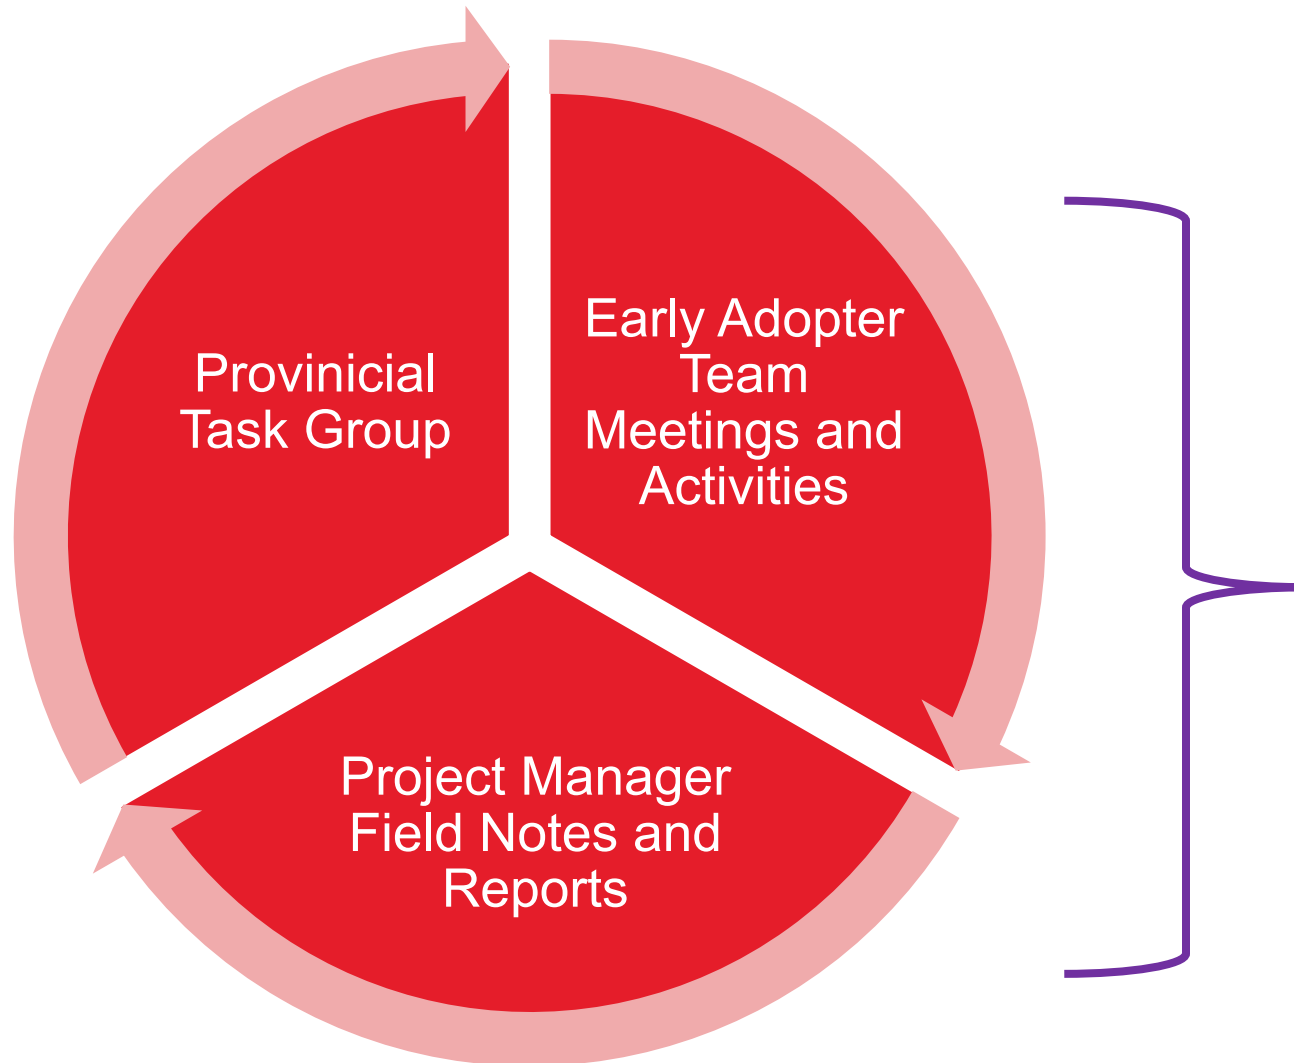 Provinicial
Task Group
Early Adopter
Team
Meetings and
Activities
Project Manager
Field Notes and
Reports